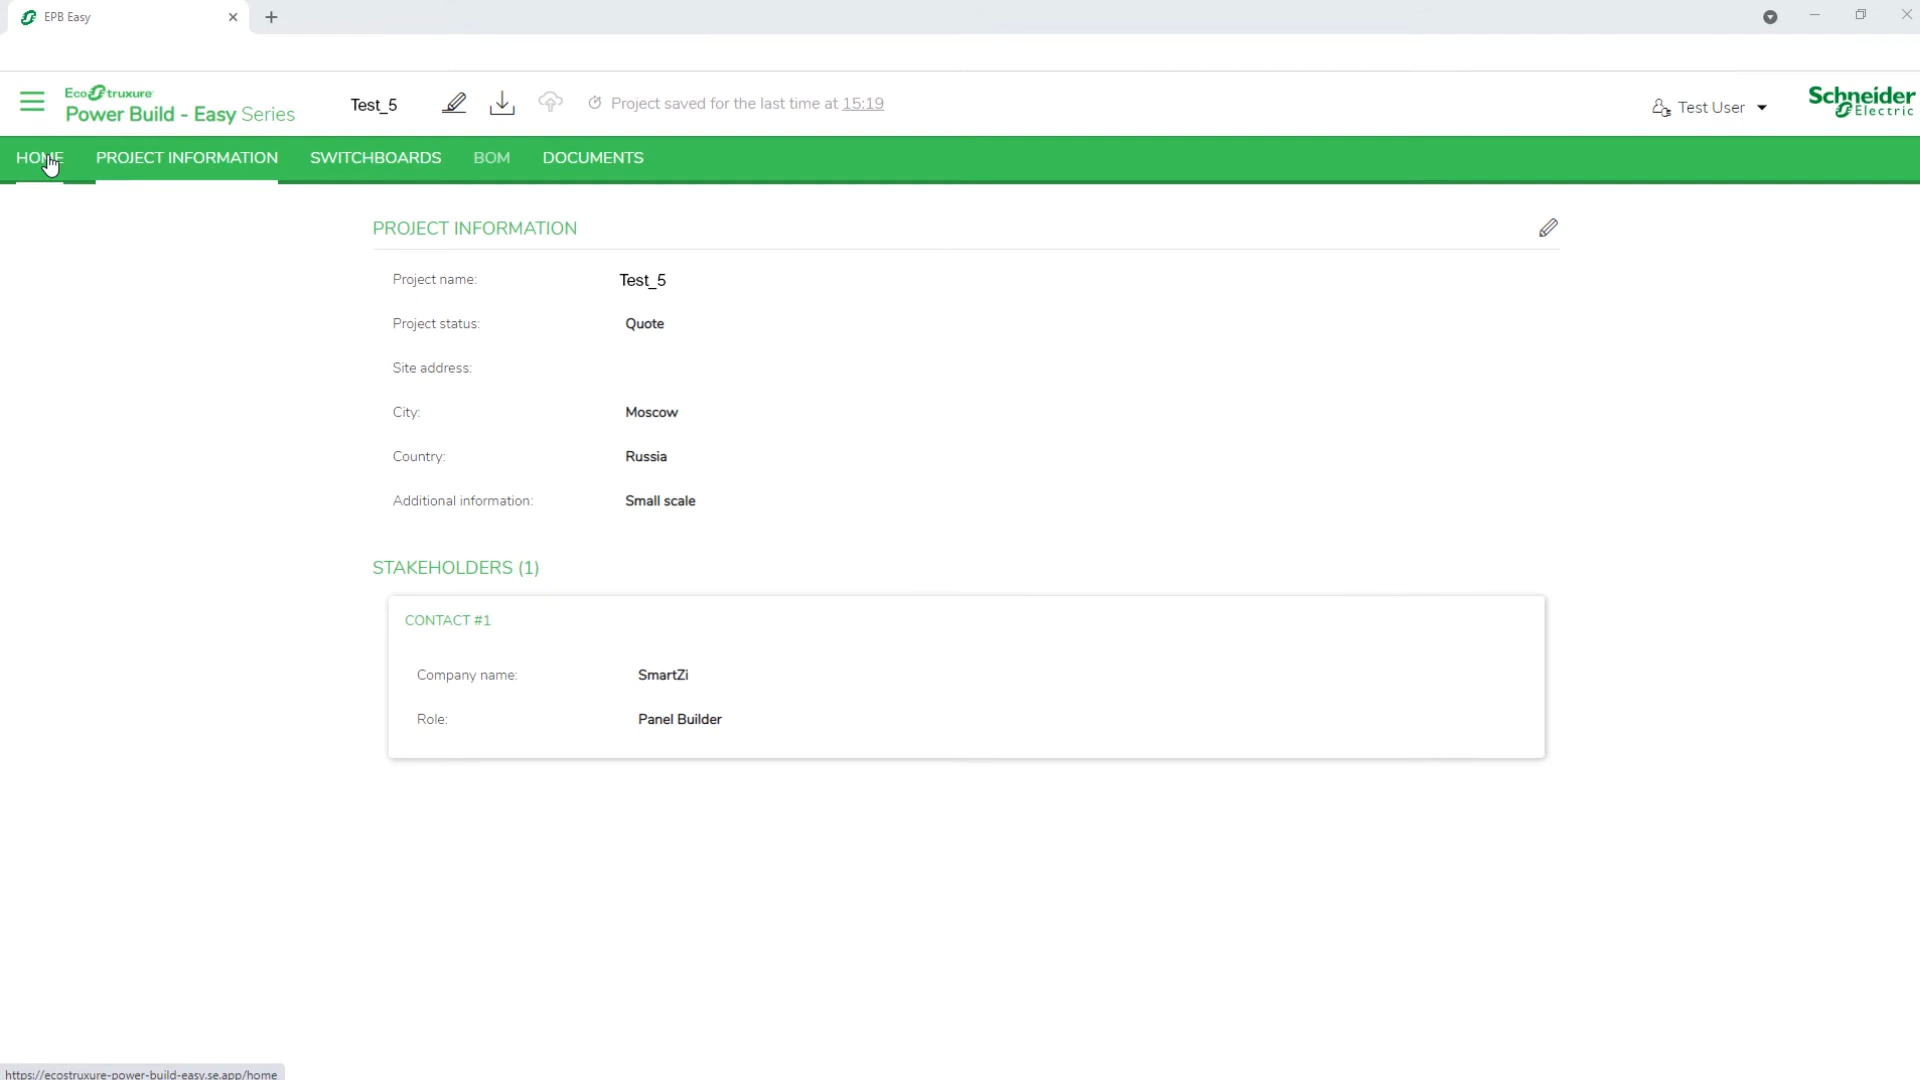 EPB Easy
EcoStruxure
Power Build - Easy Series
Test_5
Project saved for the last time at 15:19
Test User
Schneider
Electric
HOME PROJECT INFORMATION SWITCHBOARDS BOM DOCUMENTS
PROJECT INFORMATION
Project name: Test_5
Project status: Quote
Site address:
City: Moscow
Country: Russia
Additional information: Small scale
STAKEHOLDERS (1)
CONTACT #1
Company name: SmartZi
Role: Panel Builder
https://ecostruxure-power-build-easy.se.app/home